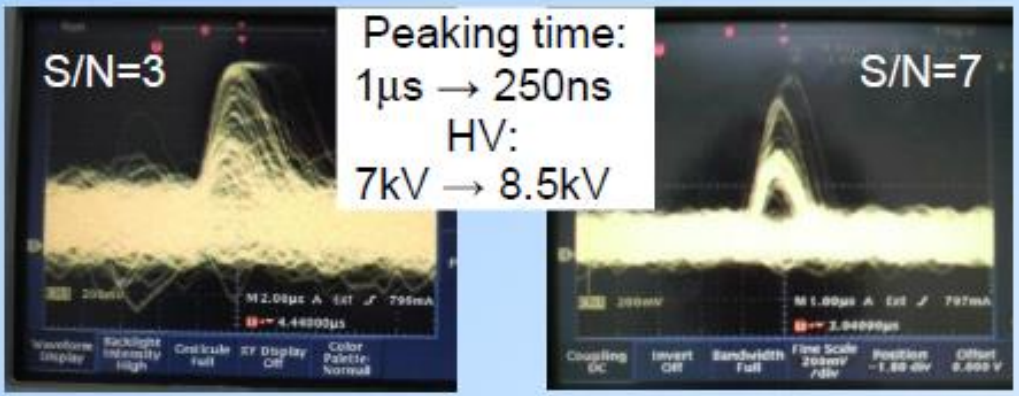 S/N=3
Peaking time:
1μs → 250ns
HV:
7kV → 8.5kV
S/N=7
M 2.00μs A Ext ∫ 796mA
4.44000μs
Waveform Display
Backlight Intensity High
Graticule Full
XY Display Off
Color Palette: Normal
200mV
M 1.00μs A Ext ∫ 797mA
2.04090μs
Coupling DC
Invert Off
Bandwidth Full
Fine Scale 200mV /div
Position -1.80 div
Offset 0.000 V